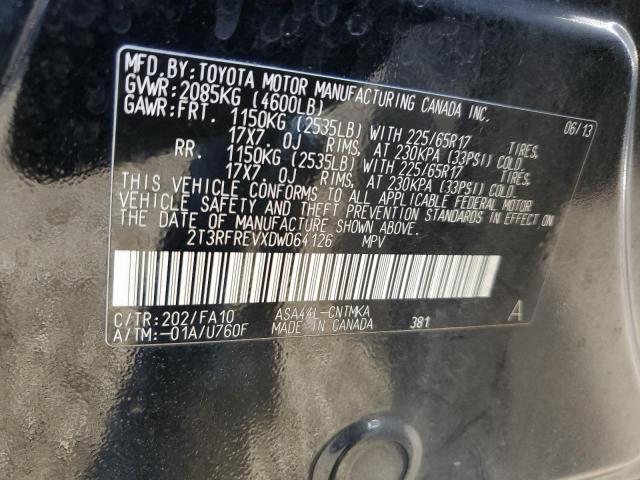 MFD.BY:TOYOTA MOTOR MANUFACTURING CANADA INC.
GVWR:2085KG (4600LB) 06/13
GAWR:FRT. 1150KG (2535LB) WITH 225/65R17 TIRES,
17X7.0J RIMS, AT 230KPA (33PSI) COLD.
RR. 1150KG (2535LB) WITH 225/65R17 TIRES,
17X7.0J RIMS, AT 230KPA (33PSI) COLD.
THIS VEHICLE CONFORMS TO ALL APPLICABLE FEDERAL MOTOR
VEHICLE SAFETY AND THEFT PREVENTION STANDARDS IN EFFECT ON
THE DATE OF MANUFACTURE SHOWN ABOVE.
2T3RFREVXDW064126 MPV
C/TR:202/FA10 ASA44L-CNTMKA
A/TM:-01A/U760F MADE IN CANADA 381 A